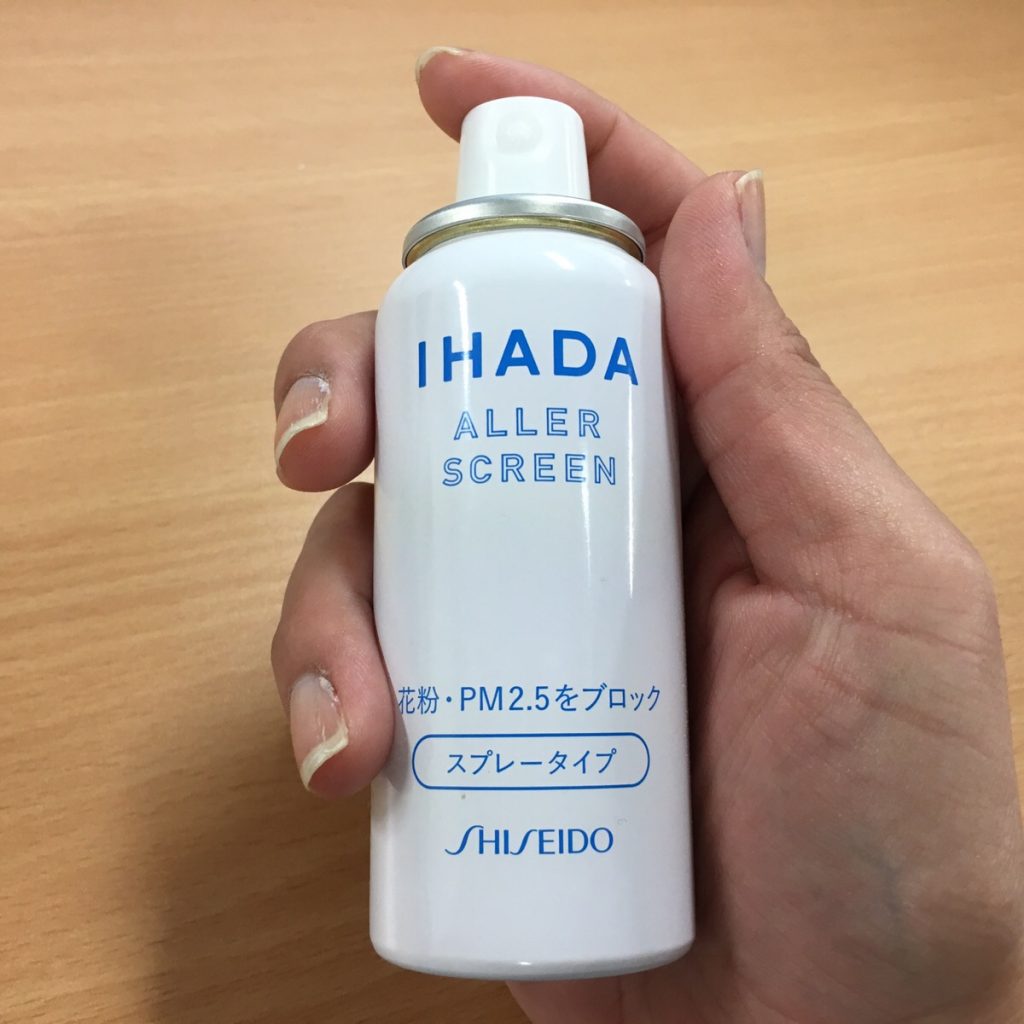 IHADA
ALLER
SCREEN
花粉・PM2.5をブロック
スプレータイプ
SHISEIDO